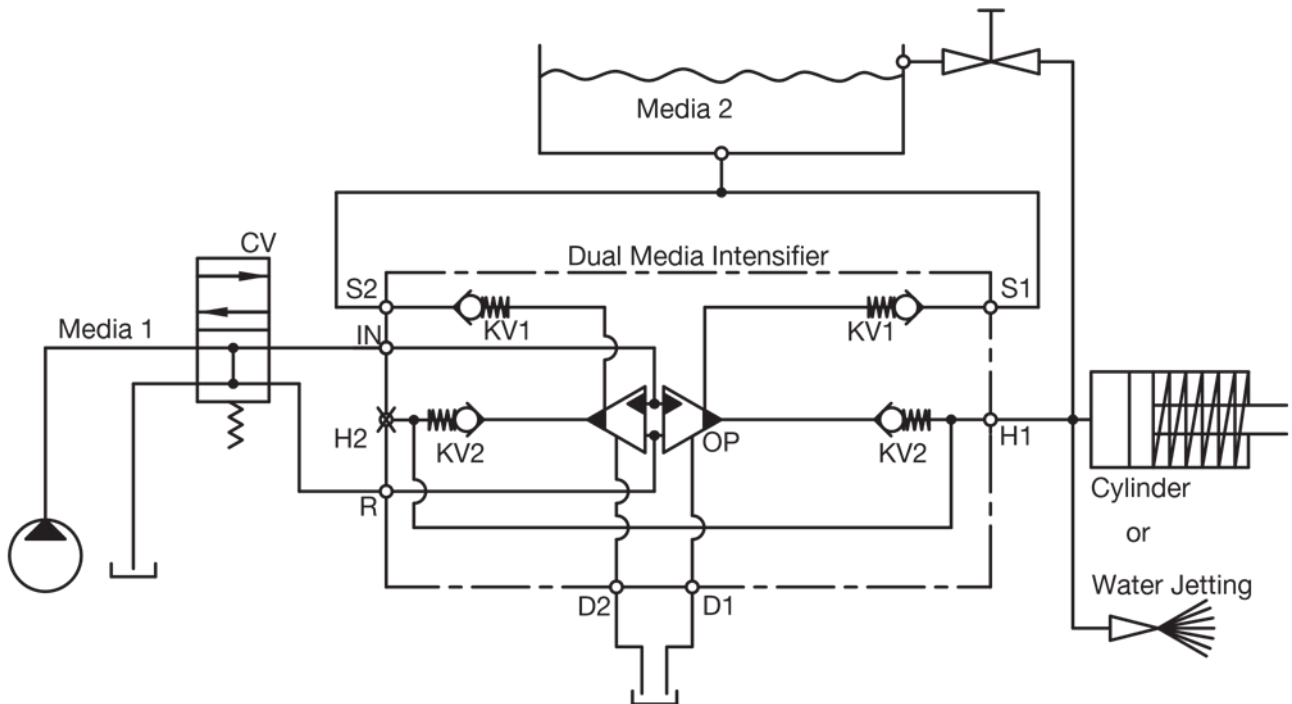 Media 2
CV
Dual Media Intensifier
S2
S1
KV1
KV1
Media 1
IN
H2
KV2
OP
KV2
H1
R
Cylinder
or
Water Jetting
D2
D1